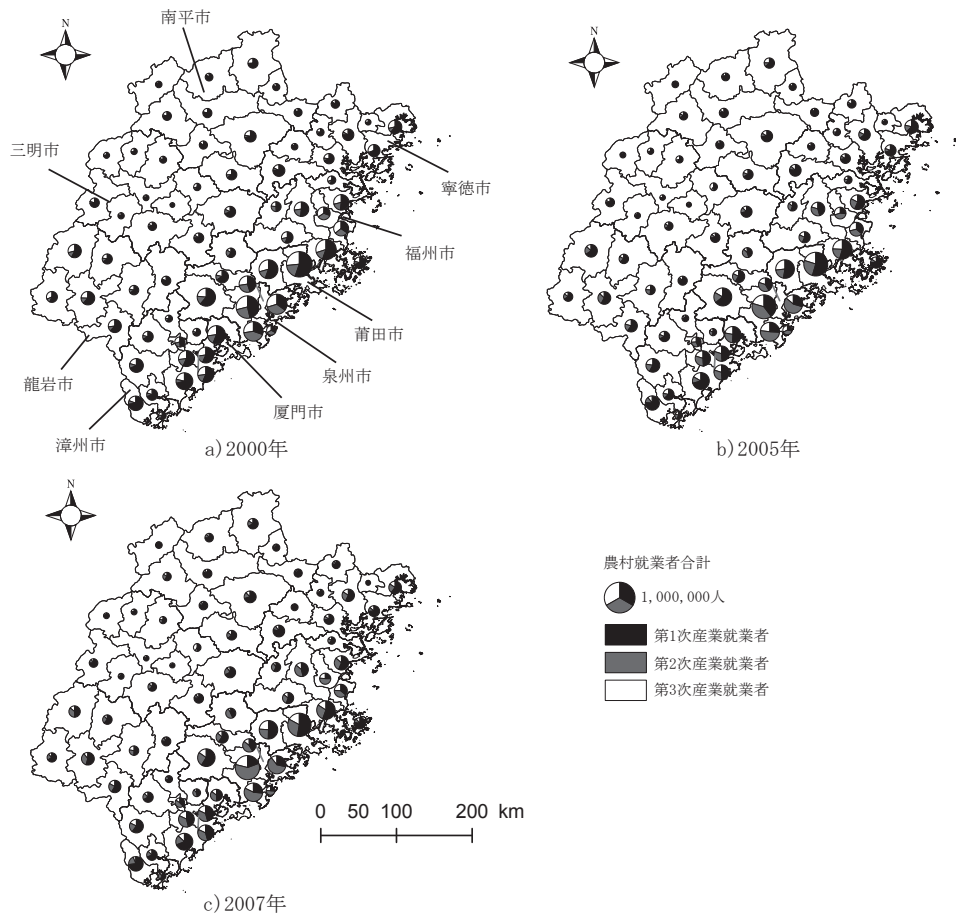 N
南平市
三明市
寧徳市
福州市
莆田市
泉州市
厦門市
龍岩市
漳州市
a)2000年
N
b)2005年
N
0 50 100 200 km
c)2007年
農村就業者合計
1,000,000人
第1次産業就業者
第2次産業就業者
第3次産業就業者